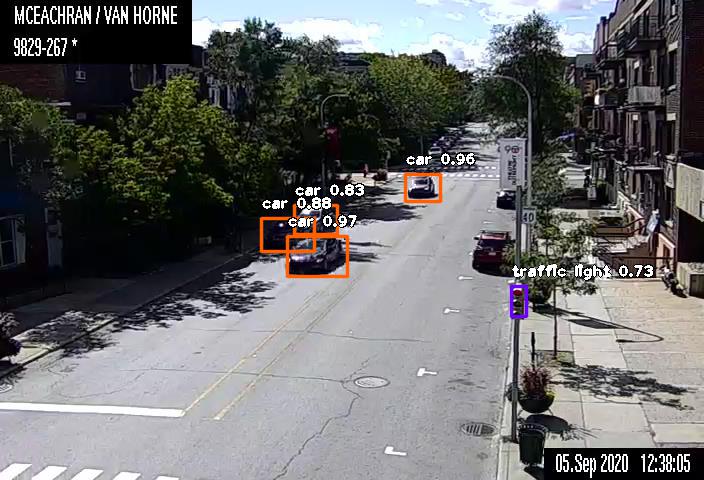 MCEACHRAN / VAN HORNE
9829-267 *
car 0.96
car 0.83
car 0.88
car 0.97
40
traffic light 0.73
05.Sep 2020 12:38:05